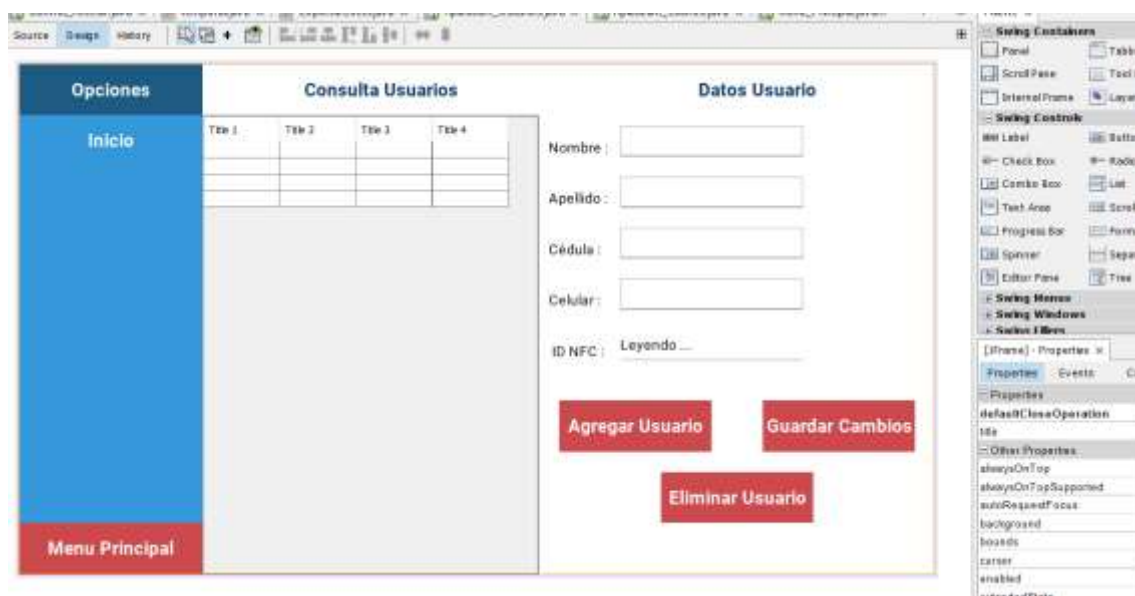 Source Design History
Opciones
Inicio
Menu Principal
Consulta Usuarios
Title 1 Title 2 Title 3 Title 4
Datos Usuario
Nombre :
Apellido :
Cédula :
Celular :
ID NFC : Leyendo ...
Agregar Usuario Guardar Cambios
Eliminar Usuario
Swing Containers
Panel
Scroll Pane
Internal Frame
Swing Controls
Label
Check Box
Combo Box List
Text Area
Progress Bar
Spinner
Editor Pane Tree
Swing Menus
Swing Windows
Swing Fillers
[JFrame] - Properties
Properties Events
Properties
defaultCloseOperation
title
Other Properties
alwaysOnTop
alwaysOnTopSupported
autoRequestFocus
background
bounds
cursor
enabled